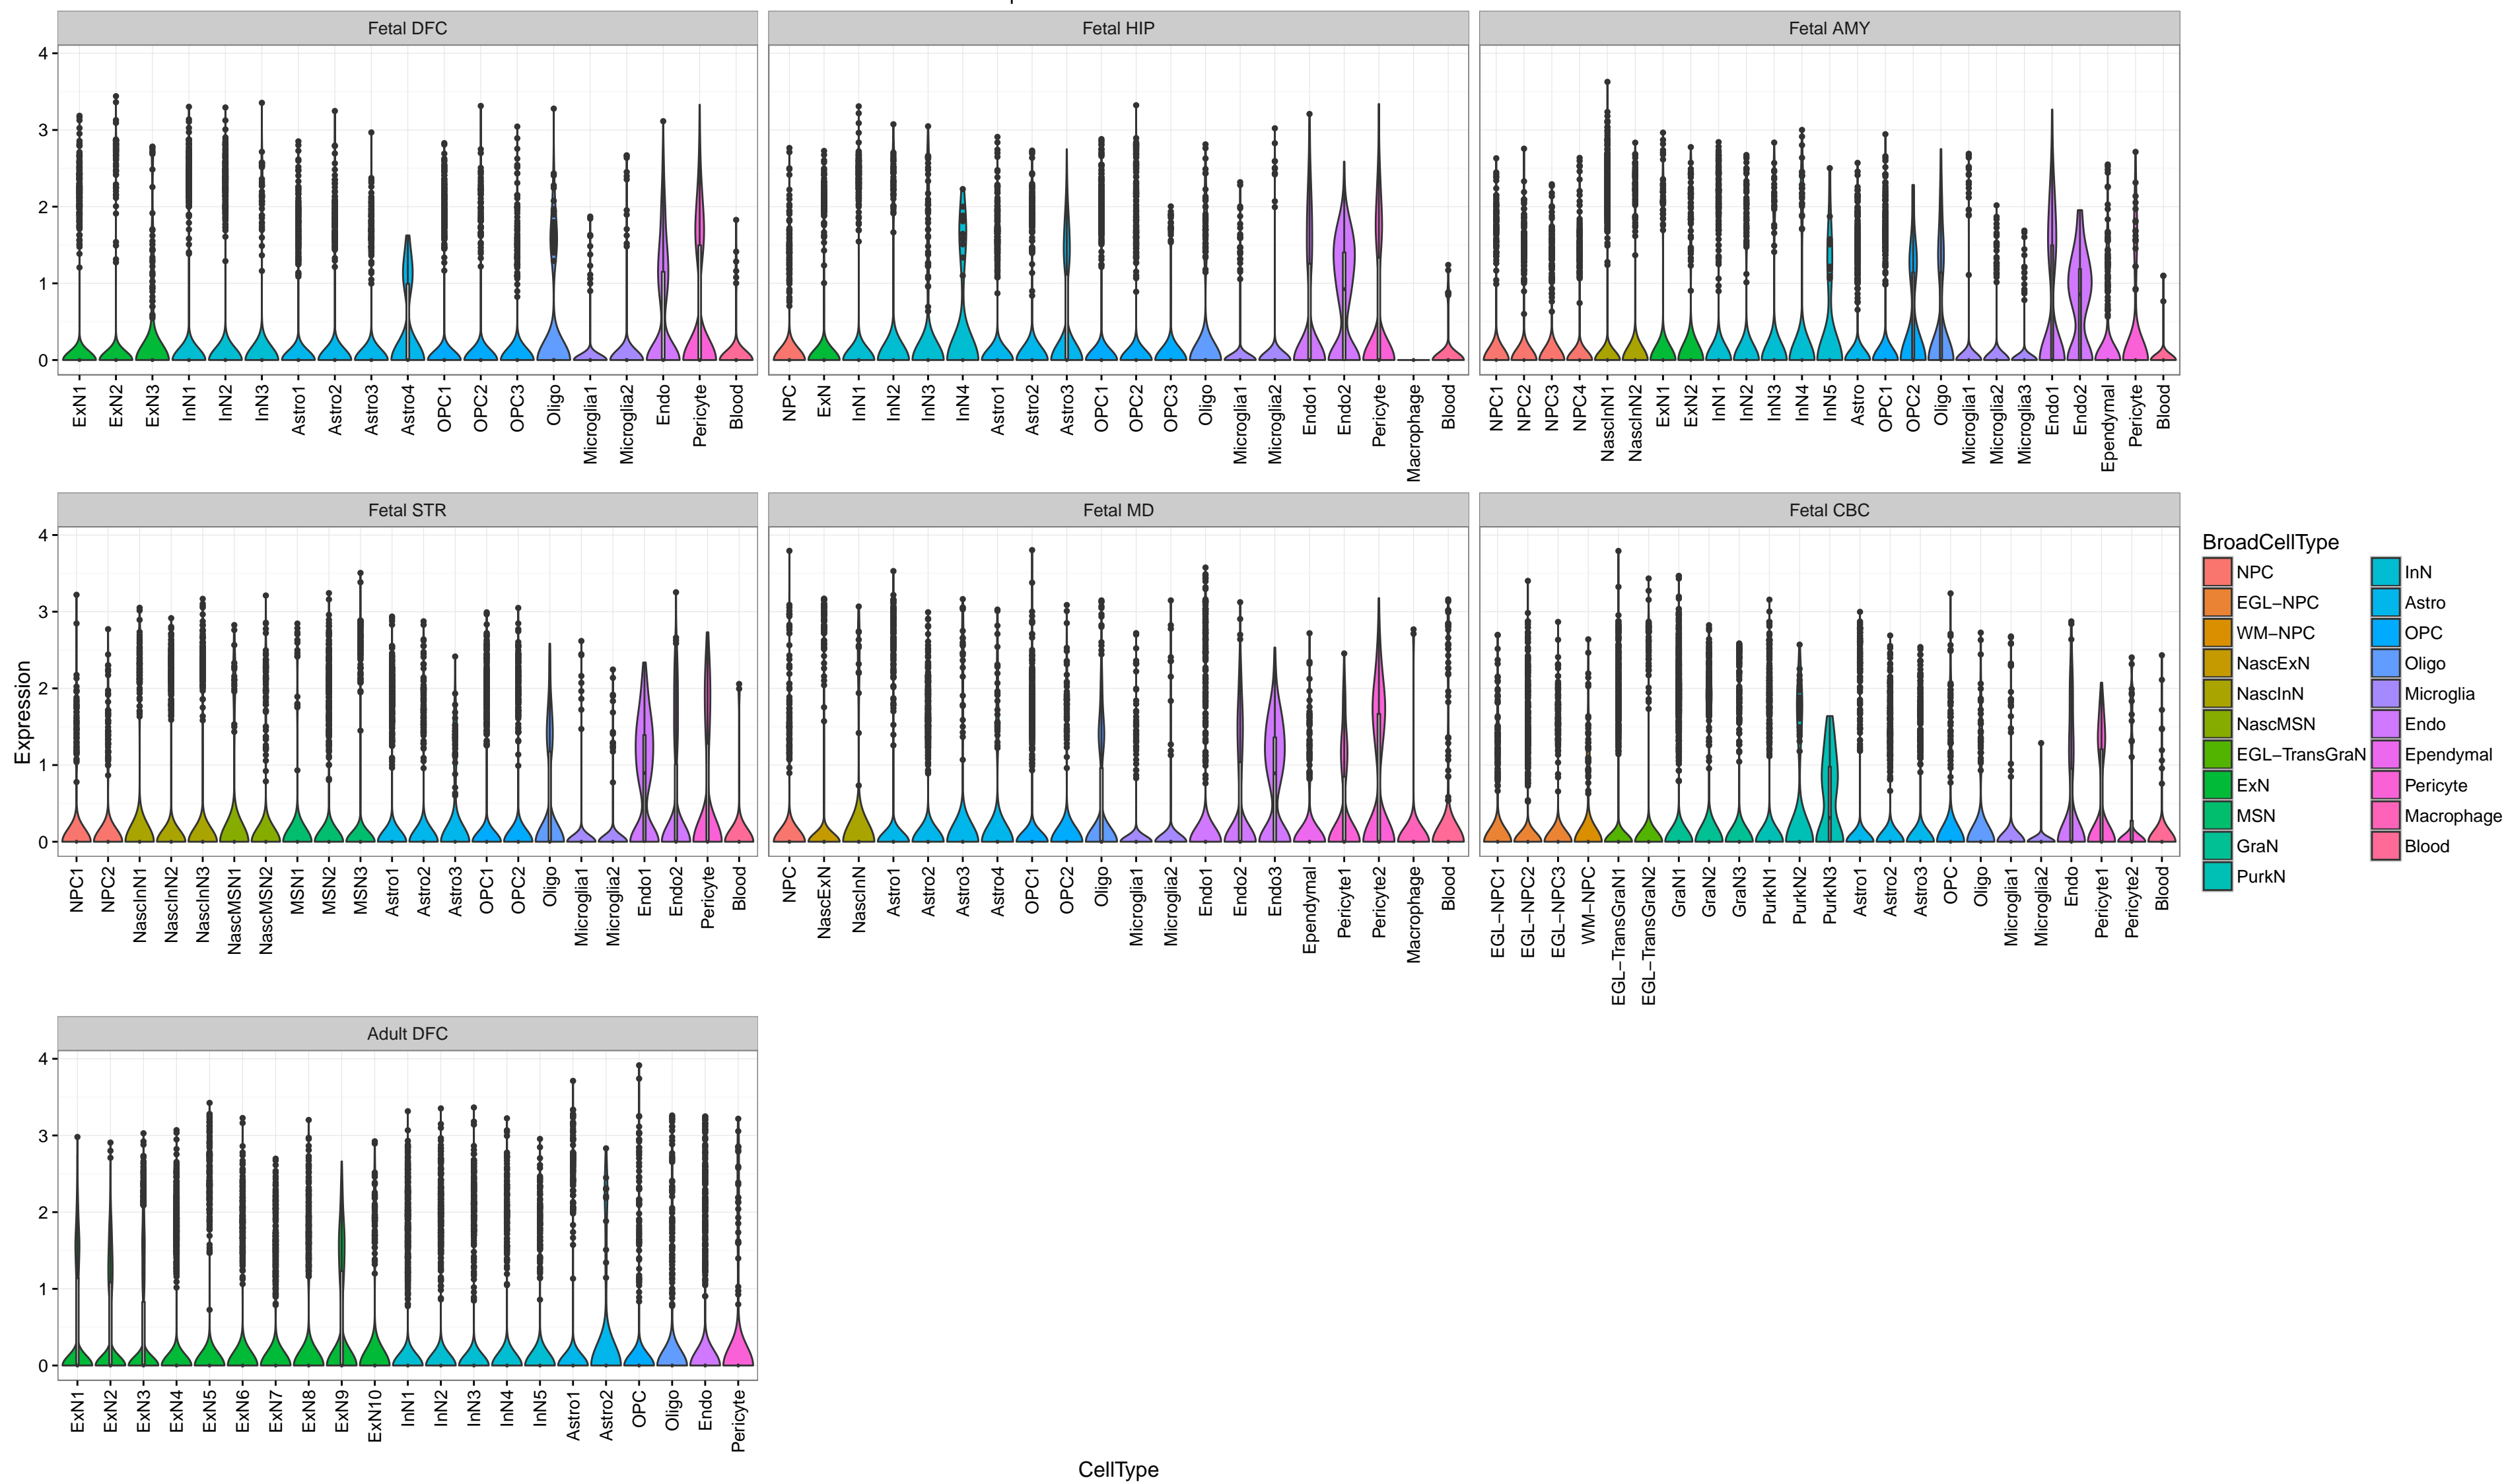 Fetal DFC
Fetal HIP
Fetal AMY
4
3
2
1
0
ExN1 ExN2 ExN3 InN1 InN2 InN3 Astro1 Astro2 Astro3 Astro4 OPC1 OPC2 OPC3 Oligo Microglia1 Microglia2 Endo Pericyte Blood
NPC ExN InN1 InN2 InN3 InN4 Astro1 Astro2 Astro3 OPC1 OPC2 OPC3 Oligo Microglia1 Microglia2 Endo1 Endo2 Pericyte Macrophage Blood
NPC1 NPC2 NPC3 NPC4 NascInN1 NascInN2 ExN1 ExN2 InN1 InN2 InN3 InN4 InN5 Astro OPC1 OPC2 Oligo Microglia1 Microglia2 Microglia3 Endo1 Endo2 Ependymal Pericyte Blood
Fetal STR
Fetal MD
Fetal CBC
Expression
4
3
2
1
0
NPC1 NPC2 NascInN1 NascInN2 NascInN3 NascMSN1 NascMSN2 MSN1 MSN2 MSN3 Astro1 Astro2 Astro3 OPC1 OPC2 Oligo Microglia1 Microglia2 Endo1 Endo2 Pericyte Blood
NPC NascExN NascInN Astro1 Astro2 Astro3 Astro4 OPC1 OPC2 Oligo Microglia1 Microglia2 Endo1 Endo2 Endo3 Ependymal Pericyte1 Pericyte2 Macrophage Blood
EGL−NPC1 EGL−NPC2 EGL−NPC3 WM−NPC EGL−TransGraN1 EGL−TransGraN2 GraN1 GraN2 GraN3 PurkN1 PurkN2 PurkN3 Astro1 Astro2 Astro3 OPC Oligo Microglia1 Microglia2 Endo Pericyte1 Pericyte2 Blood
BroadCellType
NPC
EGL−NPC
WM−NPC
NascExN
NascInN
NascMSN
EGL−TransGraN
ExN
MSN
GraN
PurkN
InN
Astro
OPC
Oligo
Microglia
Endo
Ependymal
Pericyte
Macrophage
Blood
Adult DFC
4
3
2
1
0
ExN1 ExN2 ExN3 ExN4 ExN5 ExN6 ExN7 ExN8 ExN9 ExN10 InN1 InN2 InN3 InN4 InN5 Astro1 Astro2 OPC Oligo Endo Pericyte
CellType